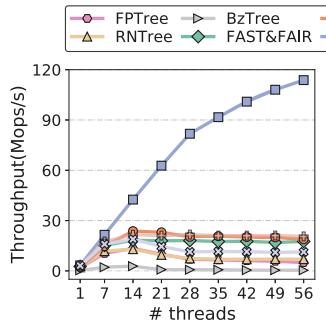 FPTree BzTree
RNTree FAST&FAIR
Throughput(Mops/s)
120
90
60
30
0
1 7 14 21 28 35 42 49 56
# threads